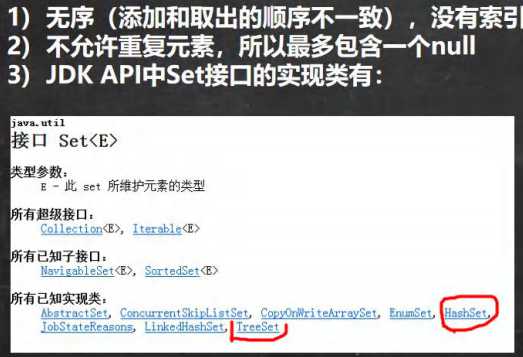 1）无序（添加和取出的顺序不一致），没有索引
2）不允许重复元素，所以最多包含一个null
3）JDK API中Set接口的实现类有：
java.util
接口 Set<E>
类型参数：
E - 此 set 所维护元素的类型
所有超级接口：
Collection<E>, Iterable<E>
所有已知子接口：
NavigableSet<E>, SortedSet<E>
所有已知实现类：
AbstractSet, ConcurrentSkipListSet, CopyOnWriteArraySet, EnumSet, HashSet,
JobStateReasons, LinkedHashSet, TreeSet